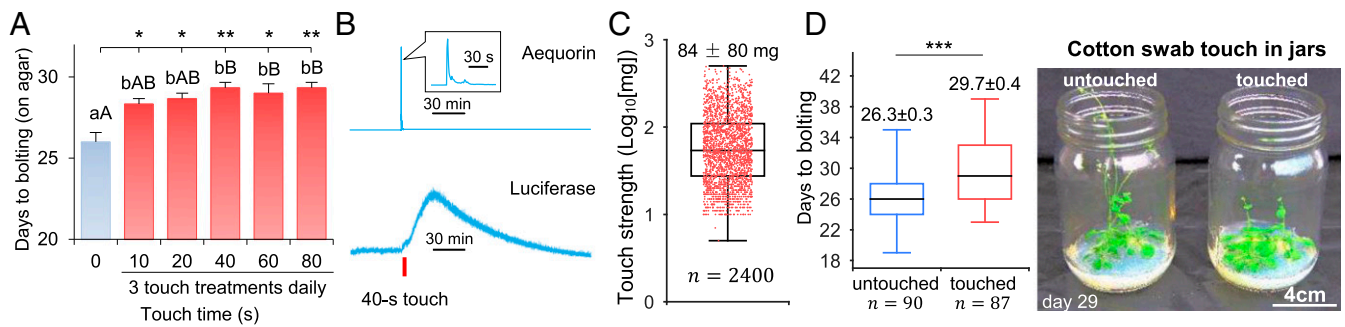 A
Days to bolting (on agar)
30
25
20
*
*
**
*
**
aA
bAB
bAB
bB
bB
bB
0
10
20
40
60
80
3 touch treatments daily
Touch time (s)
B
Aequorin
30 s
30 min
Luciferase
30 min
40-s touch
C
Touch strength (Log10[mg])
3
2
1
0
84 ± 80 mg
n = 2400
D
Days to bolting
42
38
34
30
26
22
18
***
26.3±0.3
29.7±0.4
untouched
n = 90
touched
n = 87
Cotton swab touch in jars
untouched
touched
day 29
4cm